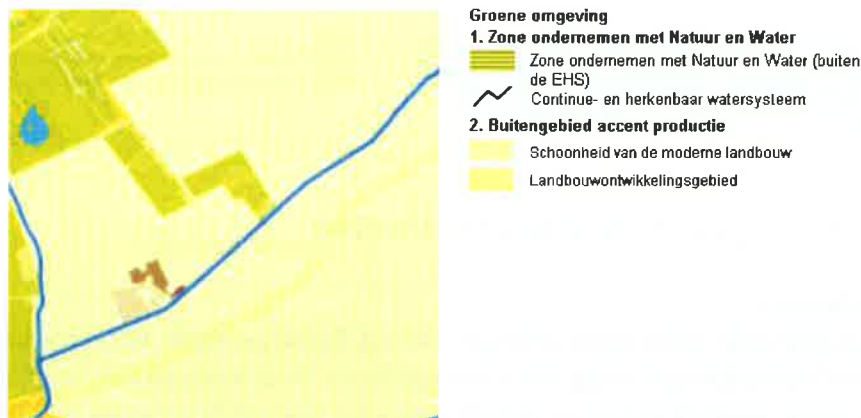 Groene omgeving
1. Zone ondernemen met Natuur en Water
Zone ondernemen met Natuur en Water (buiten
de EHS)
Continue- en herkenbaar watersysteem
2. Buitengebied accent productie
Schoonheid van de moderne landbouw
Landbouwontwikkelingsgebied